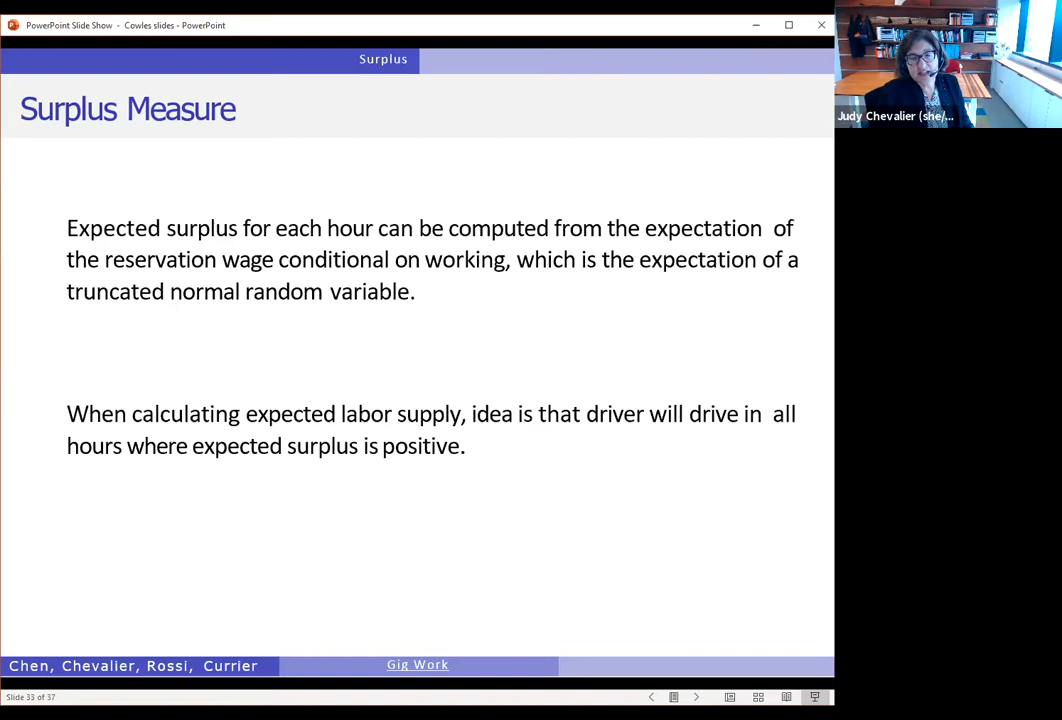 PowerPoint Slide Show - Cowles slides - PowerPoint
Surplus
Surplus Measure
Judy Chevalier (she/...
Expected surplus for each hour can be computed from the expectation of
the reservation wage conditional on working, which is the expectation of a
truncated normal random variable.
When calculating expected labor supply, idea is that driver will drive in all
hours where expected surplus is positive.
Chen, Chevalier, Rossi, Currier
Gig Work
Slide 33 of 37